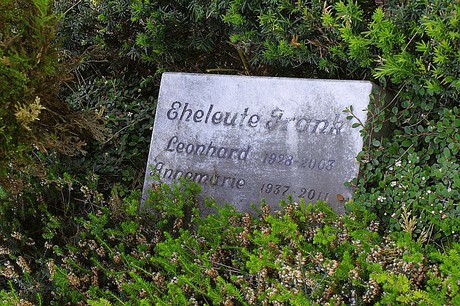 Eheleute Frank
Leonhard 1928-2003
Annemarie 1937-2011